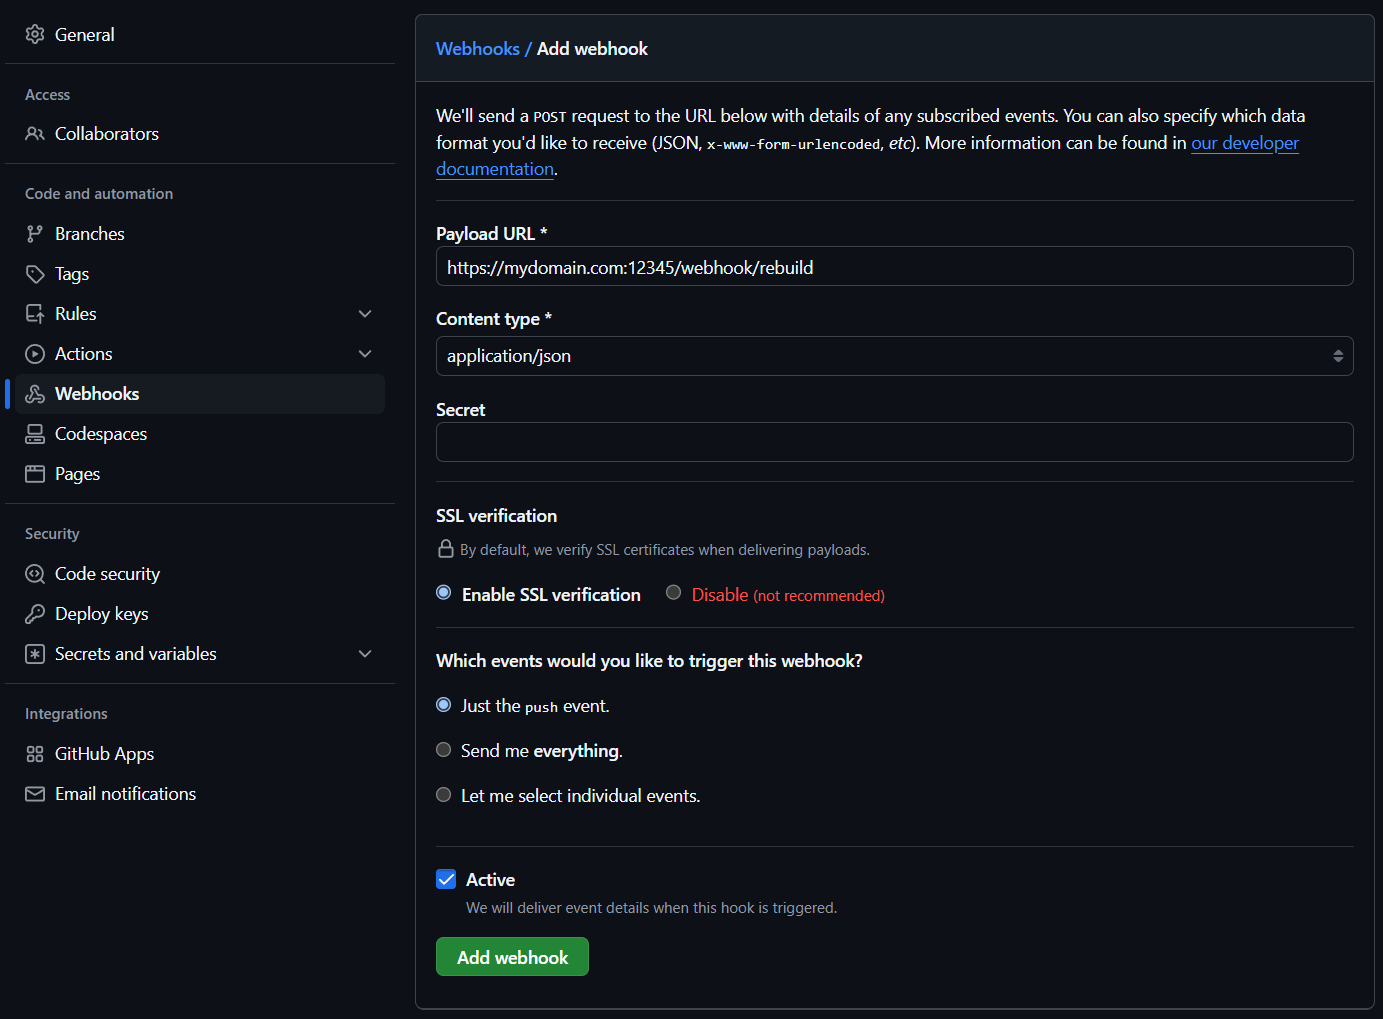 General
Access
Collaborators
Code and automation
Branches
Tags
Rules
Actions
Webhooks
Codespaces
Pages
Security
Code security
Deploy keys
Secrets and variables
Integrations
GitHub Apps
Email notifications
Webhooks / Add webhook
We'll send a POST request to the URL below with details of any subscribed events. You can also specify which data
format you'd like to receive (JSON, x-www-form-urlencoded, etc). More information can be found in our developer
documentation.
Payload URL *
https://mydomain.com:12345/webhook/rebuild
Content type *
application/json
Secret
SSL verification
By default, we verify SSL certificates when delivering payloads.
Enable SSL verification Disable (not recommended)
Which events would you like to trigger this webhook?
Just the push event.
Send me everything.
Let me select individual events.
Active
We will deliver event details when this hook is triggered.
Add webhook